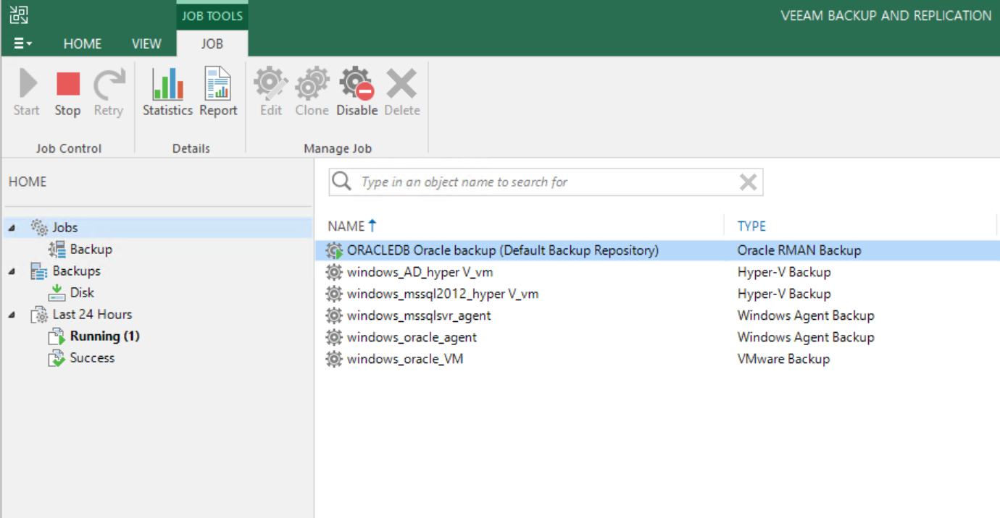 JOB TOOLS
VEEAM BACKUP AND REPLICATION
HOME VIEW JOB
Start Stop Retry Statistics Report Edit Clone Disable Delete
Job Control Details Manage Job
HOME
Type in an object name to search for
Jobs
Backup
Backups
Disk
Last 24 Hours
Running (1)
Success
NAME TYPE
ORACLEDB Oracle backup (Default Backup Repository) Oracle RMAN Backup
windows_AD_hyper V_vm Hyper-V Backup
windows_mssql2012_hyper V_vm Hyper-V Backup
windows_mssqlsvr_agent Windows Agent Backup
windows_oracle_agent Windows Agent Backup
windows_oracle_VM VMware Backup